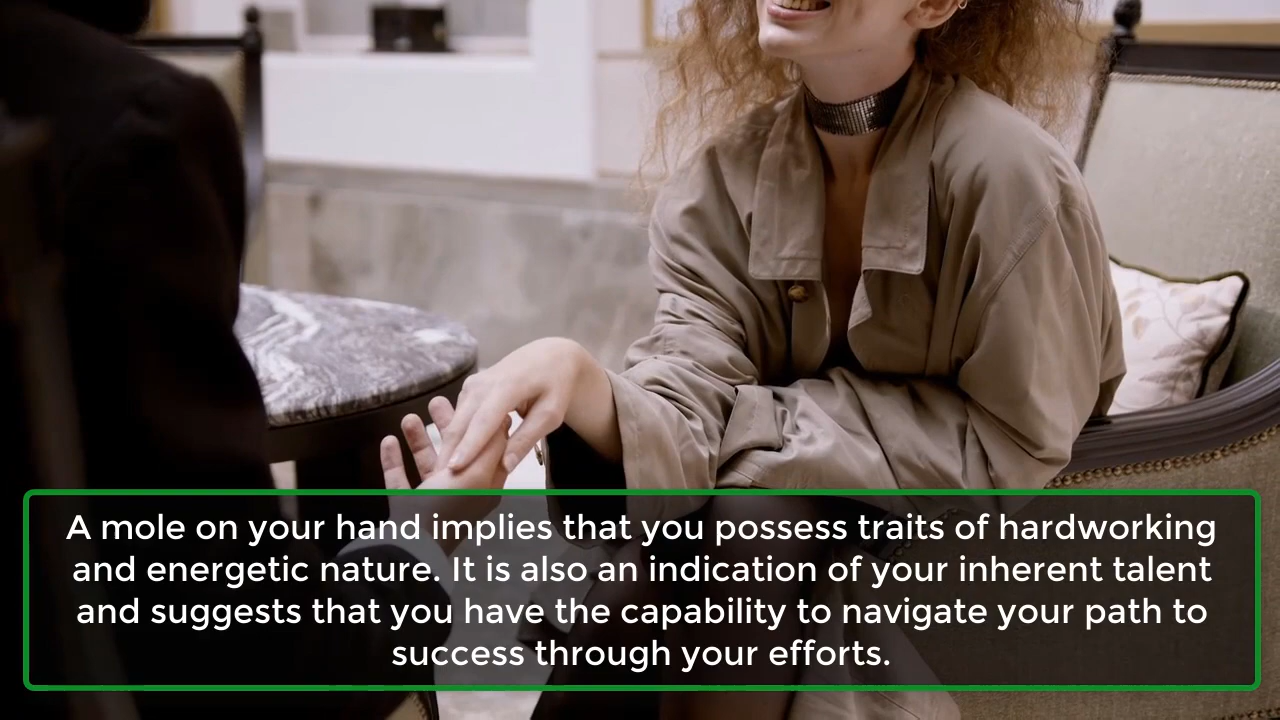 A mole on your hand implies that you possess traits of hardworking
and energetic nature. It is also an indication of your inherent talent
and suggests that you have the capability to navigate your path to
success through your efforts.